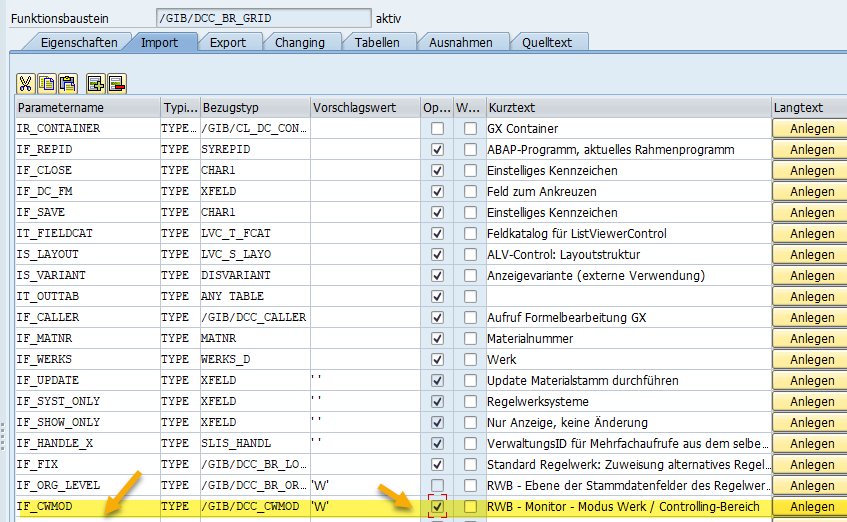 Funktionsbaustein /GIB/DCC_BR_GRID aktiv
Eigenschaften Import Export Changing Tabellen Ausnahmen Quelltext
Parametername Typi... Bezugstyp Vorschlagswert Op... W... Kurztext Langtext
IR_CONTAINER TYPE... /GIB/CL_DC_CON... GX Container Anlegen
IF_REPID TYPE SYREPID ABAP-Programm, aktuelles Rahmenprogramm Anlegen
IF_CLOSE TYPE CHAR1 Einstelliges Kennzeichen Anlegen
IF_DC_FM TYPE XFELD Feld zum Ankreuzen Anlegen
IF_SAVE TYPE CHAR1 Einstelliges Kennzeichen Anlegen
IT_FIELDCAT TYPE LVC_T_FCAT Feldkatalog für ListViewerControl Anlegen
IS_LAYOUT TYPE LVC_S_LAYO ALV-Control: Layoutstruktur Anlegen
IS_VARIANT TYPE DISVARIANT Anzeigevariante (externe Verwendung) Anlegen
IT_OUTTAB TYPE ANY TABLE Anlegen
IF_CALLER TYPE /GIB/DCC_CALLER Aufruf Formelbearbeitung GX Anlegen
IF_MATNR TYPE MATNR Materialnummer Anlegen
IF_WERKS TYPE WERKS_D Werk Anlegen
IF_UPDATE TYPE XFELD ' ' Update Materialstamm durchführen Anlegen
IF_SYST_ONLY TYPE XFELD ' ' Regelwerksysteme Anlegen
IF_SHOW_ONLY TYPE XFELD ' ' Nur Anzeige, keine Änderung Anlegen
IF_HANDLE_X TYPE SLIS_HANDL ' ' VerwaltungsID für Mehrfachaufrufe aus dem selbe... Anlegen
IF_FIX TYPE /GIB/DCC_BR_LO... Standard Regelwerk: Zuweisung alternatives Regel... Anlegen
IF_ORG_LEVEL TYPE /GIB/DCC_BR_OR... 'W' RWB - Ebene der Stammdatenfelder des Regelwer... Anlegen
IF_CWMOD TYPE /GIB/DCC_CWMOD 'W' RWB - Monitor - Modus Werk / Controlling-Bereich Anlegen